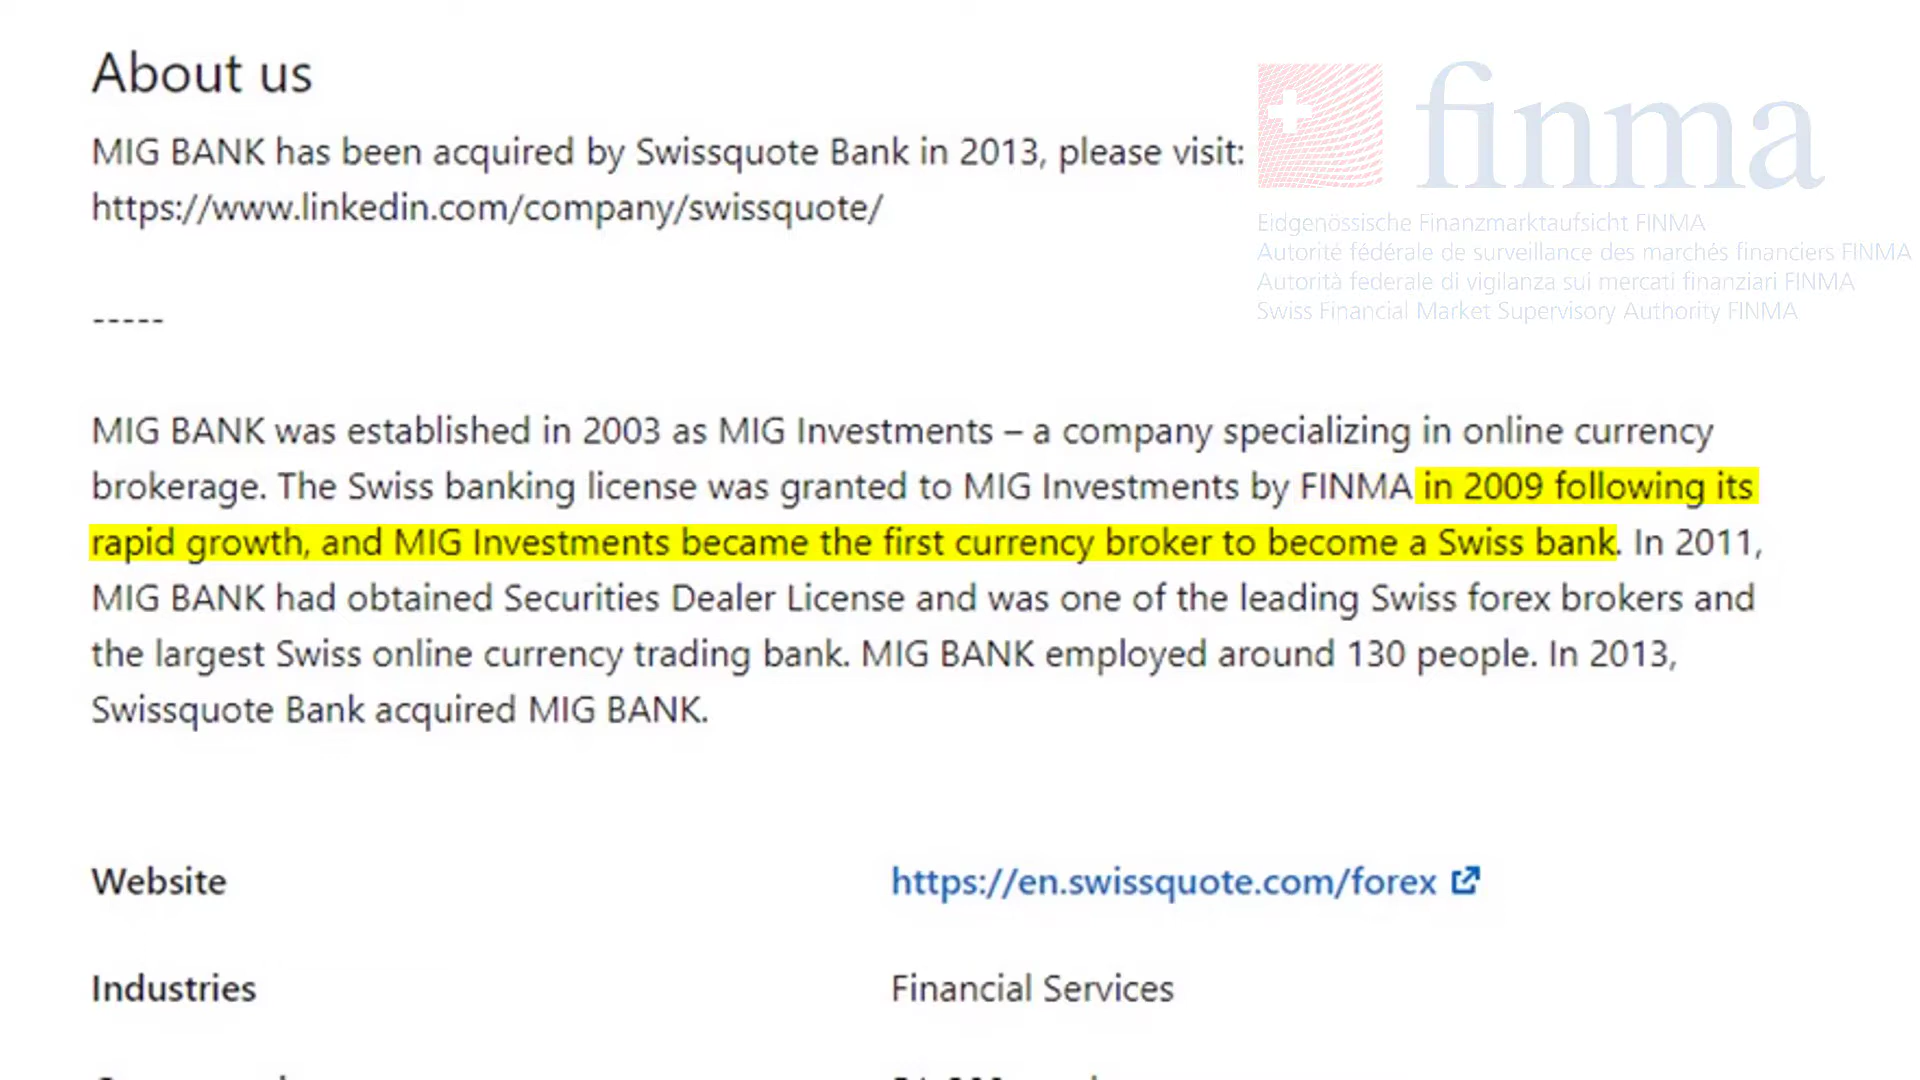 About us
MIG BANK has been acquired by Swissquote Bank in 2013, please visit:
https://www.linkedin.com/company/swissquote/
finma
Eidgenössische Finanzmarktaufsicht FINMA
Autorité fédérale de surveillance des marchés financiers FINMA
Autorità federale di vigilanza sui mercati finanziari FINMA
Swiss Financial Market Supervisory Authority FINMA
-----
MIG BANK was established in 2003 as MIG Investments – a company specializing in online currency
brokerage. The Swiss banking license was granted to MIG Investments by FINMA in 2009 following its
rapid growth, and MIG Investments became the first currency broker to become a Swiss bank. In 2011,
MIG BANK had obtained Securities Dealer License and was one of the leading Swiss forex brokers and
the largest Swiss online currency trading bank. MIG BANK employed around 130 people. In 2013,
Swissquote Bank acquired MIG BANK.
Website https://en.swissquote.com/forex
Industries Financial Services